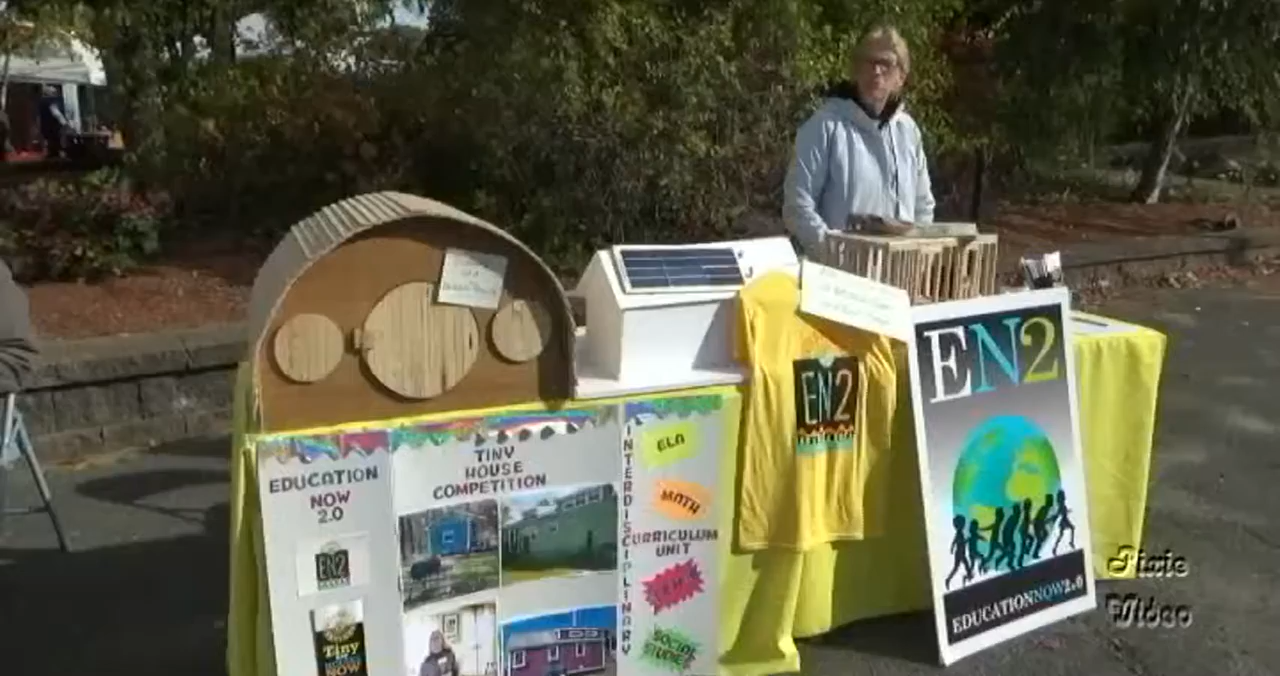 EDUCATION
NOW
2.0
EN2
Tiny
NOW
TINY
HOUSE
COMPETITION
INTERDISCIPLINARY
CURRICULUM
UNIT
ELA
MATH
SOCIAL
STUDIES
EN2
EN2
EDUCATIONNOW2.0
Pixie
Video